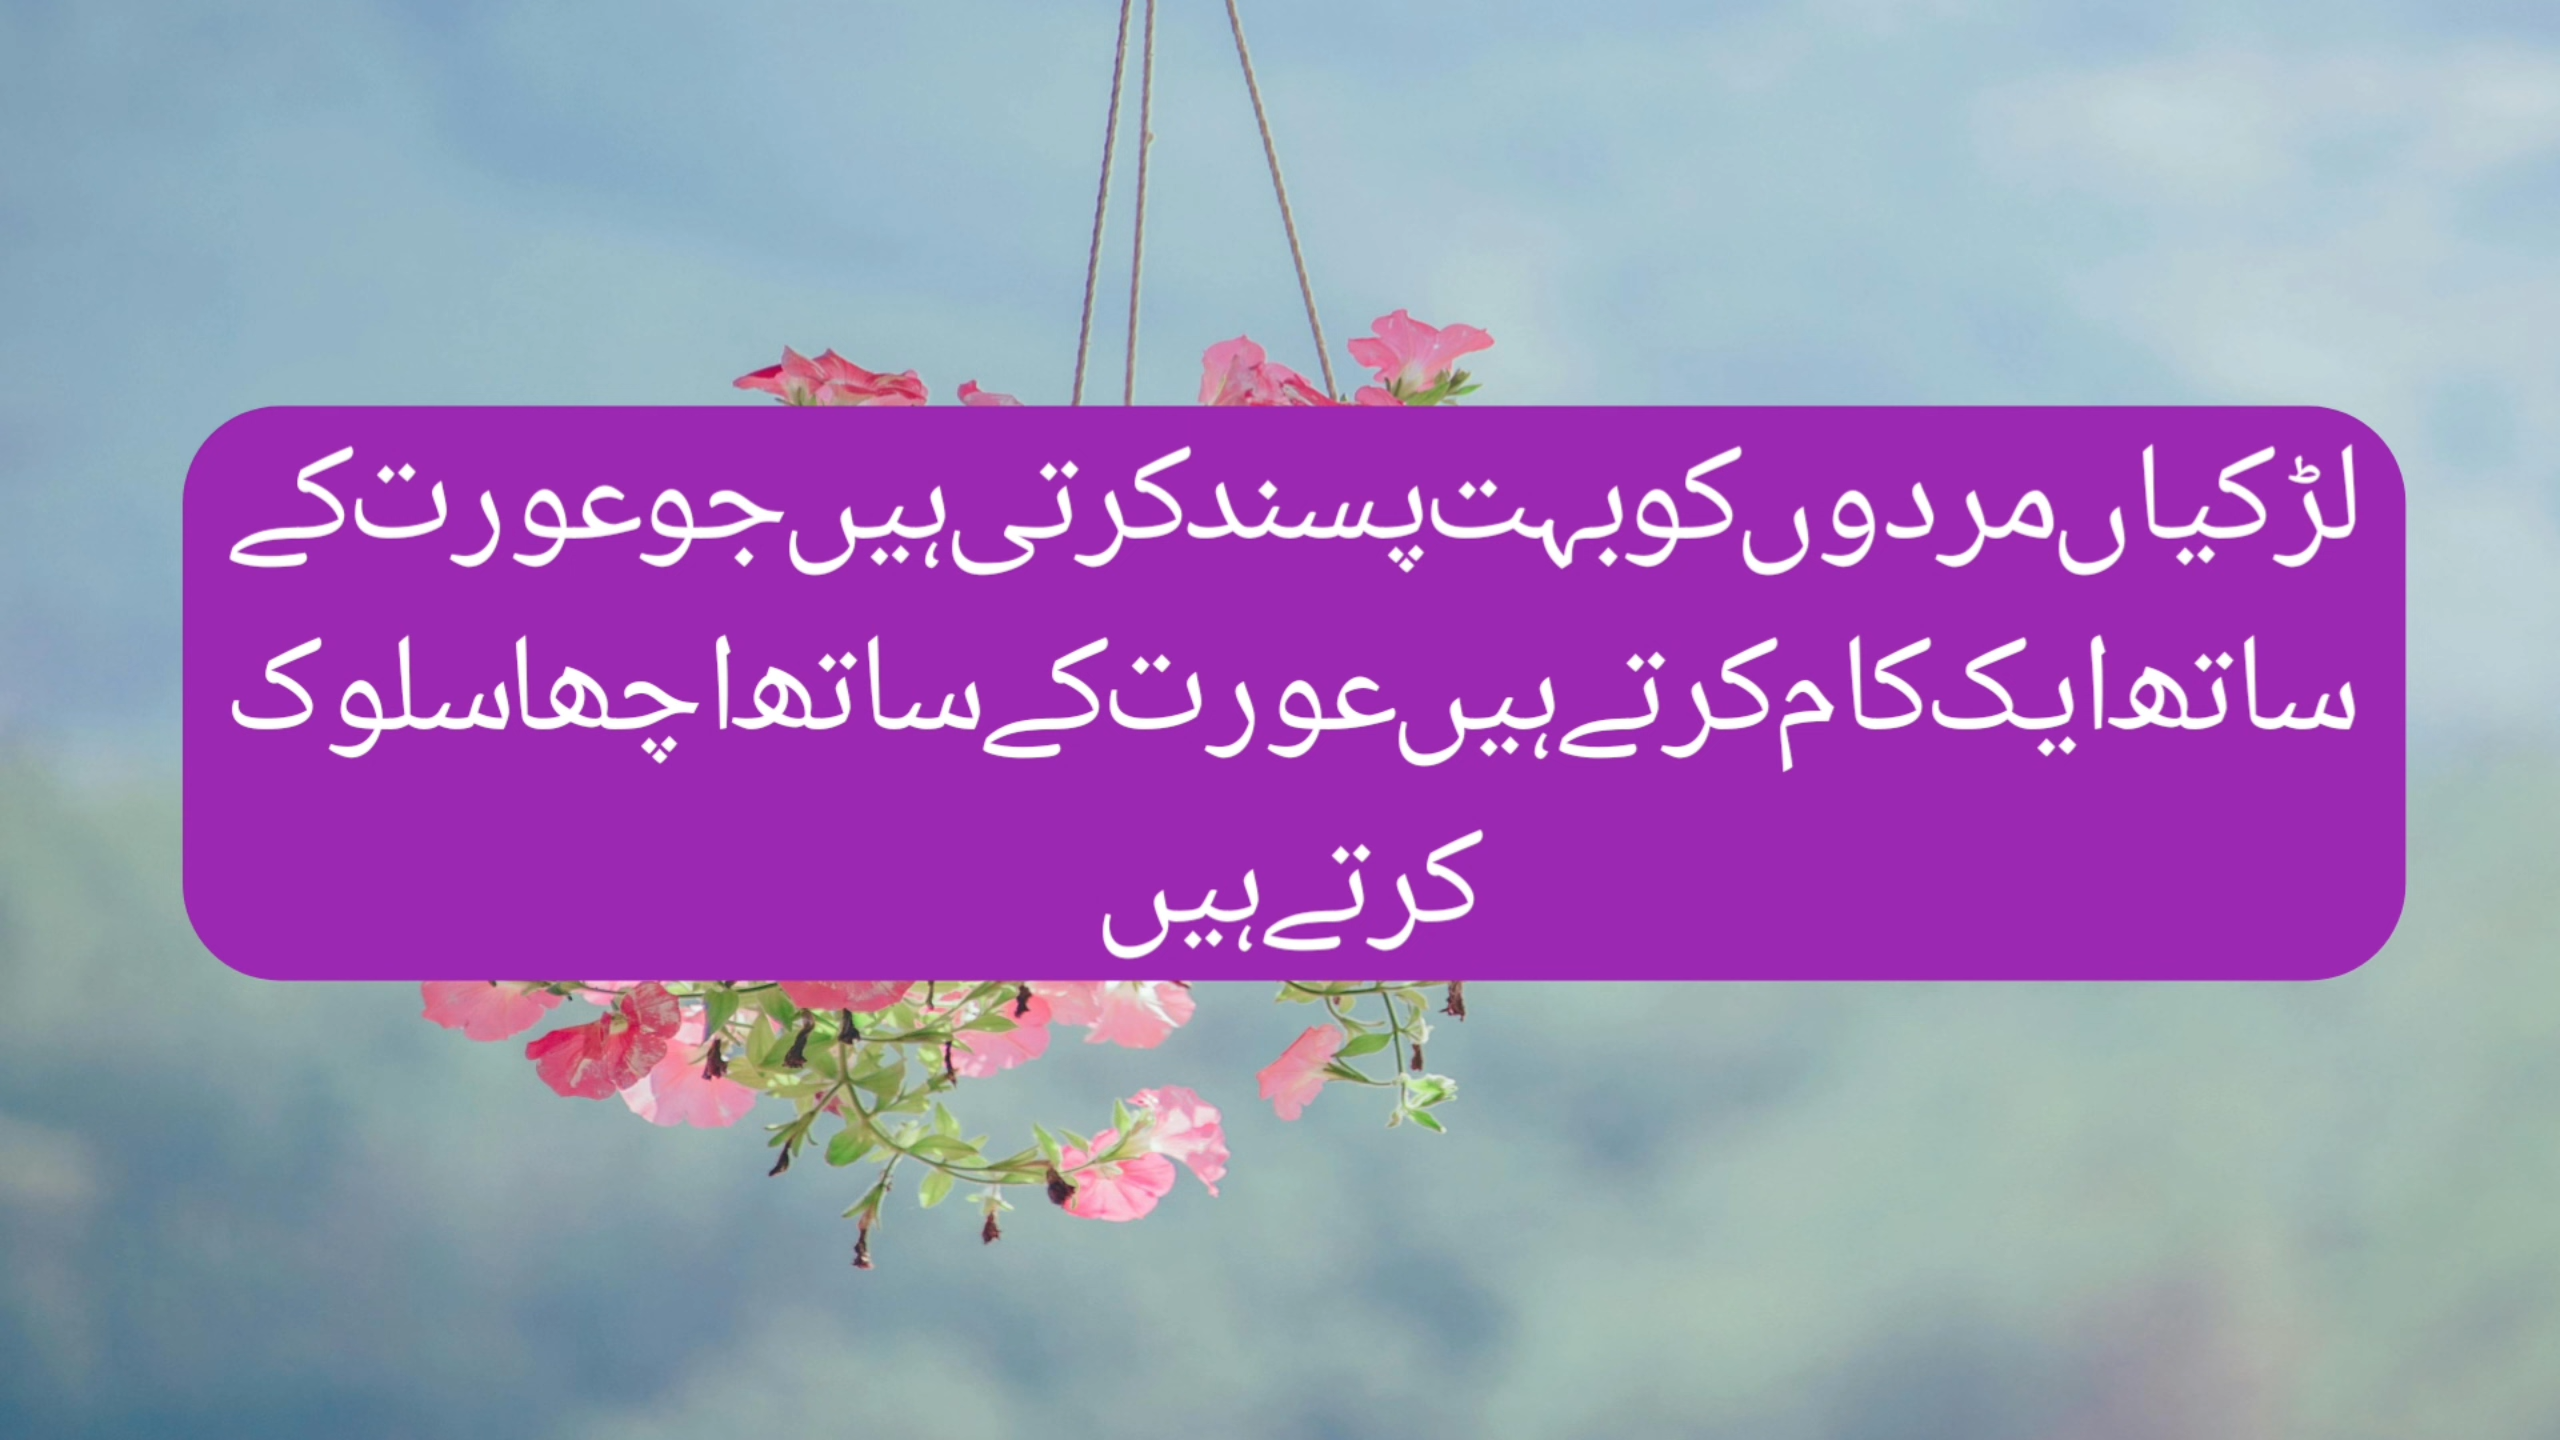 لڑکیاں مردوں کو بہت پسند کرتی ہیں جو عورت کے
ساتھ ایک کام کرتے ہیں عورت کے ساتھ اچھا سلوک
کرتے ہیں